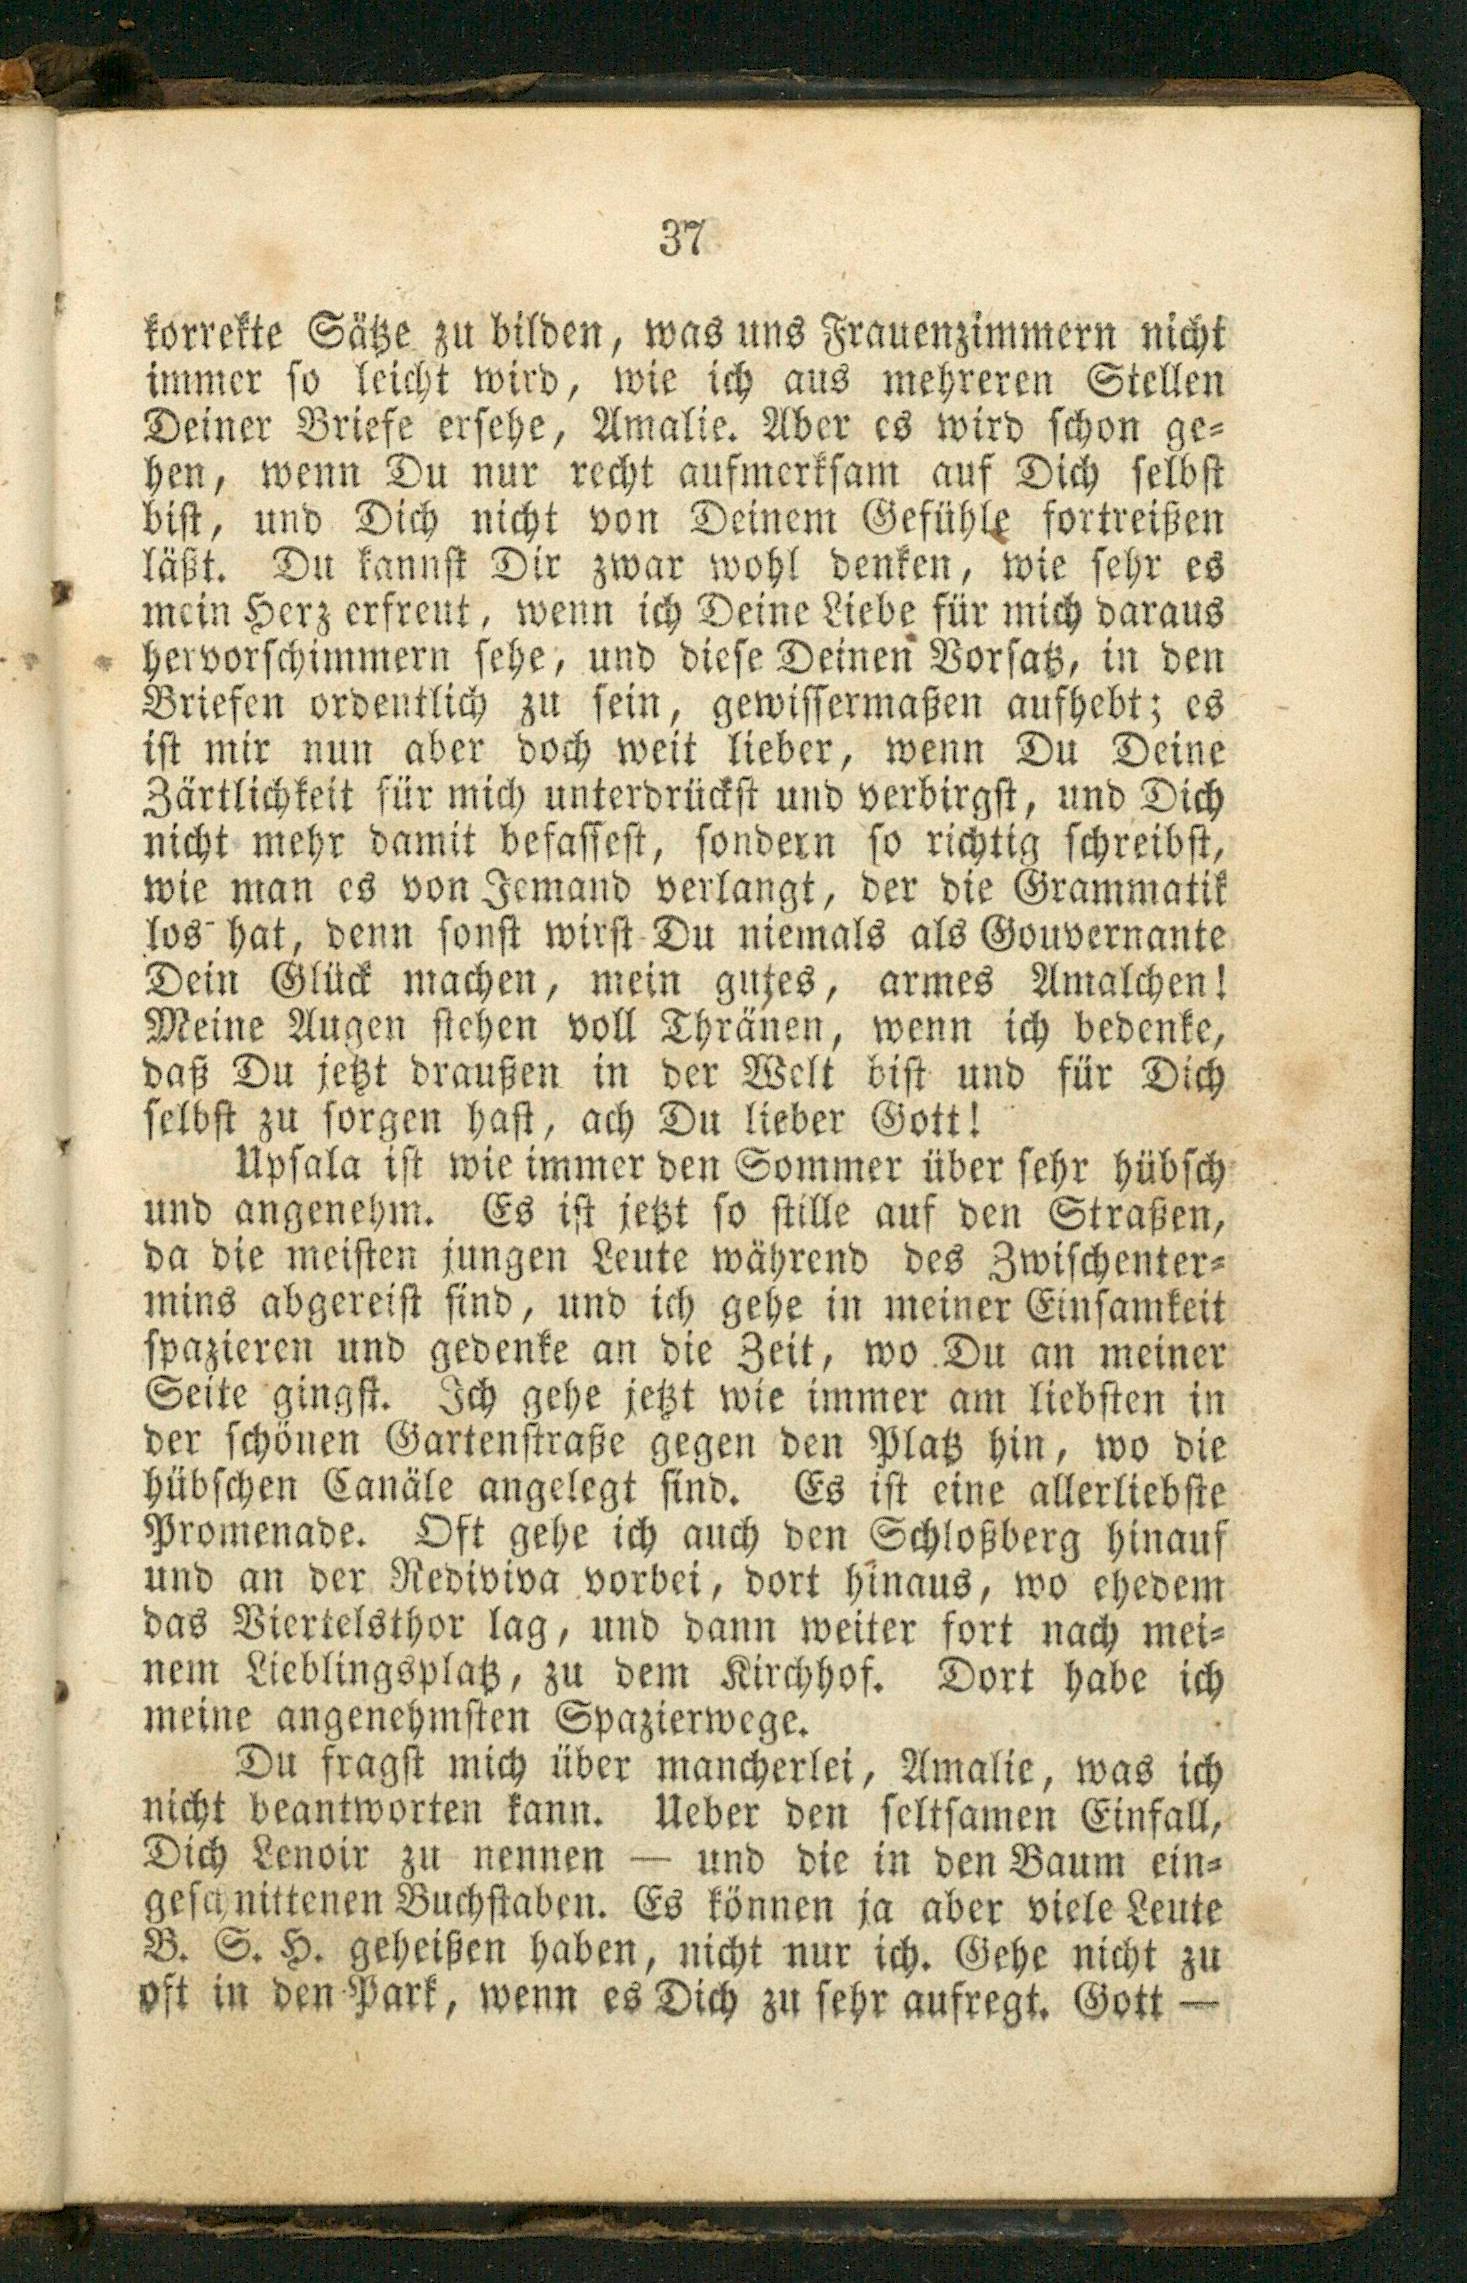 37
korrekte Sätze zu bilden, was uns Frauenzimmern nicht
immer so leicht wird, wie ich aus mehreren Stellen
Deiner Briefe ersehe, Amalie. Aber es wird schon ge-
hen, wenn Du nur recht aufmerksam auf Dich selbst
bist, und Dich nicht von Deinem Gefühle fortreißen
läßt. Du kannst Dir zwar wohl denken, wie sehr es
mein Herz erfreut, wenn ich Deine Liebe für mich daraus
hervorschimmern sehe, und diese Deinen Vorsatz, in den
Briefen ordentlich zu sein, gewissermaßen aufhebt; es
ist mir nun aber doch weit lieber, wenn Du Deine
Zärtlichkeit für mich unterdrückst und verbirgst, und Dich
nicht mehr damit befassest, sondern so richtig schreibst,
wie man es von Jemand verlangt, der die Grammatik
los hat, denn sonst wirst Du niemals als Gouvernante
Dein Glück machen, mein gutes, armes Amalchen!
Meine Augen stehen voll Thränen, wenn ich bedenke,
daß Du jetzt draußen in der Welt bist und für Dich
selbst zu sorgen hast, ach Du lieber Gott!
Upsala ist wie immer den Sommer über sehr hübsch
und angenehm. Es ist jetzt so stille auf den Straßen,
da die meisten jungen Leute während des Zwischenter-
mins abgereist sind, und ich gehe in meiner Einsamkeit
spazieren und gedenke an die Zeit, wo Du an meiner
Seite gingst. Ich gehe jetzt wie immer am liebsten in
der schönen Gartenstraße gegen den Platz hin, wo die
hübschen Canäle angelegt sind. Es ist eine allerliebste
Promenade. Oft gehe ich auch den Schloßberg hinauf
und an der Rediviva vorbei, dort hinaus, wo ehedem
das Viertelsthor lag, und dann weiter fort nach mei-
nem Lieblingsplatz, zu dem Kirchhof. Dort habe ich
meine angenehmsten Spazierwege.
Du fragst mich über mancherlei, Amalie, was ich
nicht beantworten kann. Ueber den seltsamen Einfall,
Dich Lenoir zu nennen — und die in den Baum ein-
geschnittenen Buchstaben. Es können ja aber viele Leute
B. S. H. geheißen haben, nicht nur ich. Gehe nicht zu
oft in den Park, wenn es Dich zu sehr aufregt. Gott —